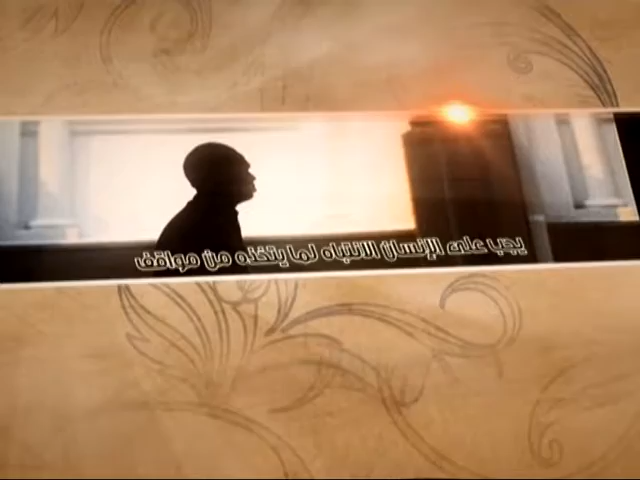 يجب على الإنسان الانتباه لما يتخذه من مواقف